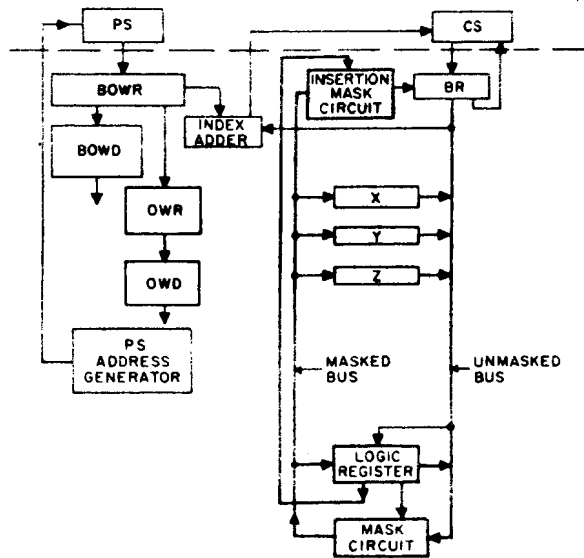 PS
CS
BOWR
INSERTION
MASK
CIRCUIT
BR
BOWD
INDEX
ADDER
X
OWR
Y
Z
OWD
PS
ADDRESS
GENERATOR
MASKED
BUS
UNMASKED
BUS
LOGIC
REGISTER
MASK
CIRCUIT